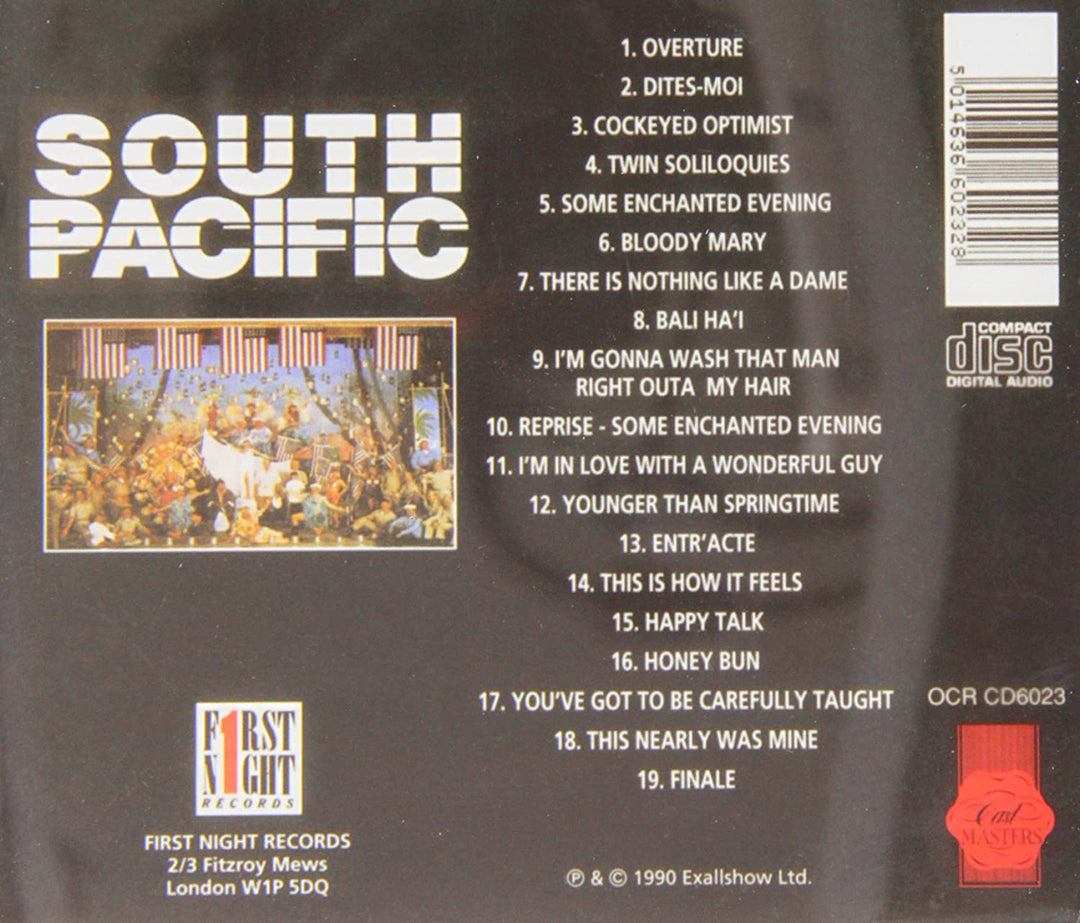 SOUTH
PACIFIC
1. OVERTURE
2. DITES-MOI
3. COCKEYED OPTIMIST
4. TWIN SOLILOQUIES
5. SOME ENCHANTED EVENING
6. BLOODY MARY
7. THERE IS NOTHING LIKE A DAME
8. BALI HA'I
9. I'M GONNA WASH THAT MAN
RIGHT OUTA MY HAIR
10. REPRISE - SOME ENCHANTED EVENING
11. I'M IN LOVE WITH A WONDERFUL GUY
12. YOUNGER THAN SPRINGTIME
13. ENTR'ACTE
14. THIS IS HOW IT FEELS
15. HAPPY TALK
16. HONEY BUN
17. YOU'VE GOT TO BE CAREFULLY TAUGHT
18. THIS NEARLY WAS MINE
19. FINALE
5 014636 602328
COMPACT
disc
DIGITAL AUDIO
OCR CD6023
Cast
MASTERS
F1RST
N1GHT
RECORDS
FIRST NIGHT RECORDS
2/3 Fitzroy Mews
London W1P 5DQ
℗ & © 1990 Exallshow Ltd.